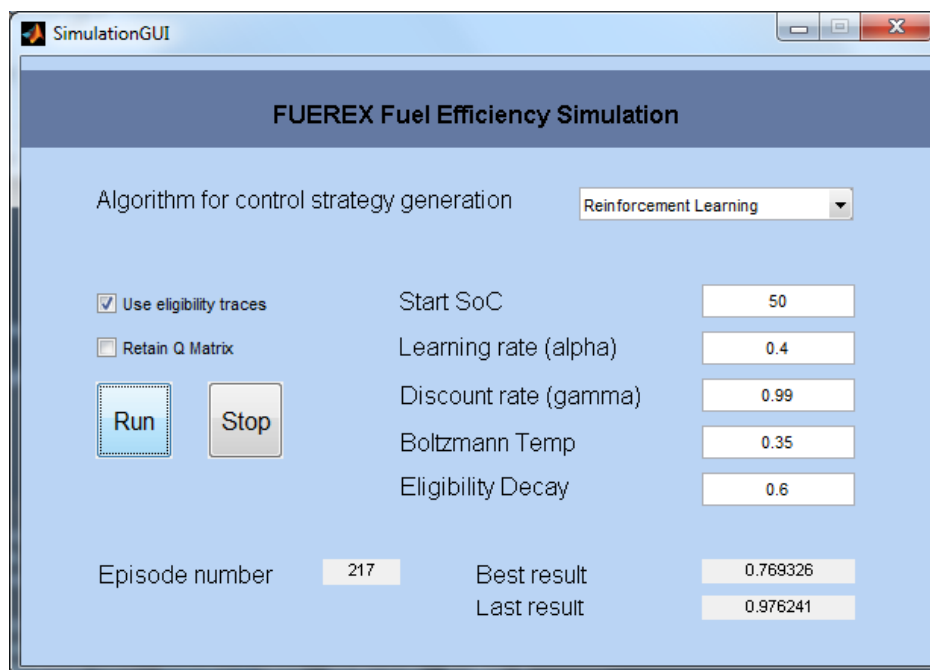 SimulationGUI
FUEREX Fuel Efficiency Simulation
Algorithm for control strategy generation
Reinforcement Learning
Use eligibility traces
Retain Q Matrix
Run
Stop
Start SoC
50
Learning rate (alpha)
0.4
Discount rate (gamma)
0.99
Boltzmann Temp
0.35
Eligibility Decay
0.6
Episode number
217
Best result
0.769326
Last result
0.976241